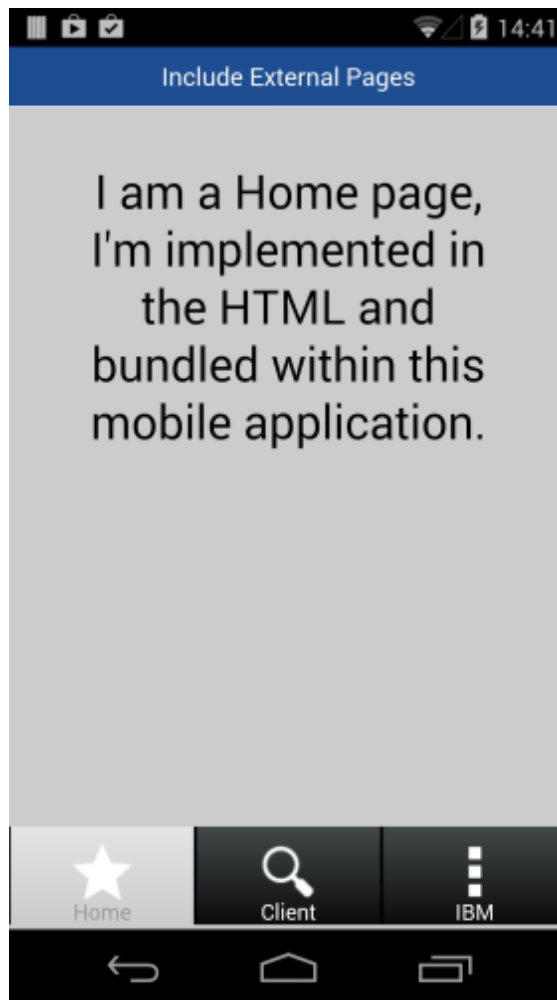 14:41
Include External Pages
I am a Home page,
I'm implemented in
the HTML and
bundled within this
mobile application.
Home
Client
IBM